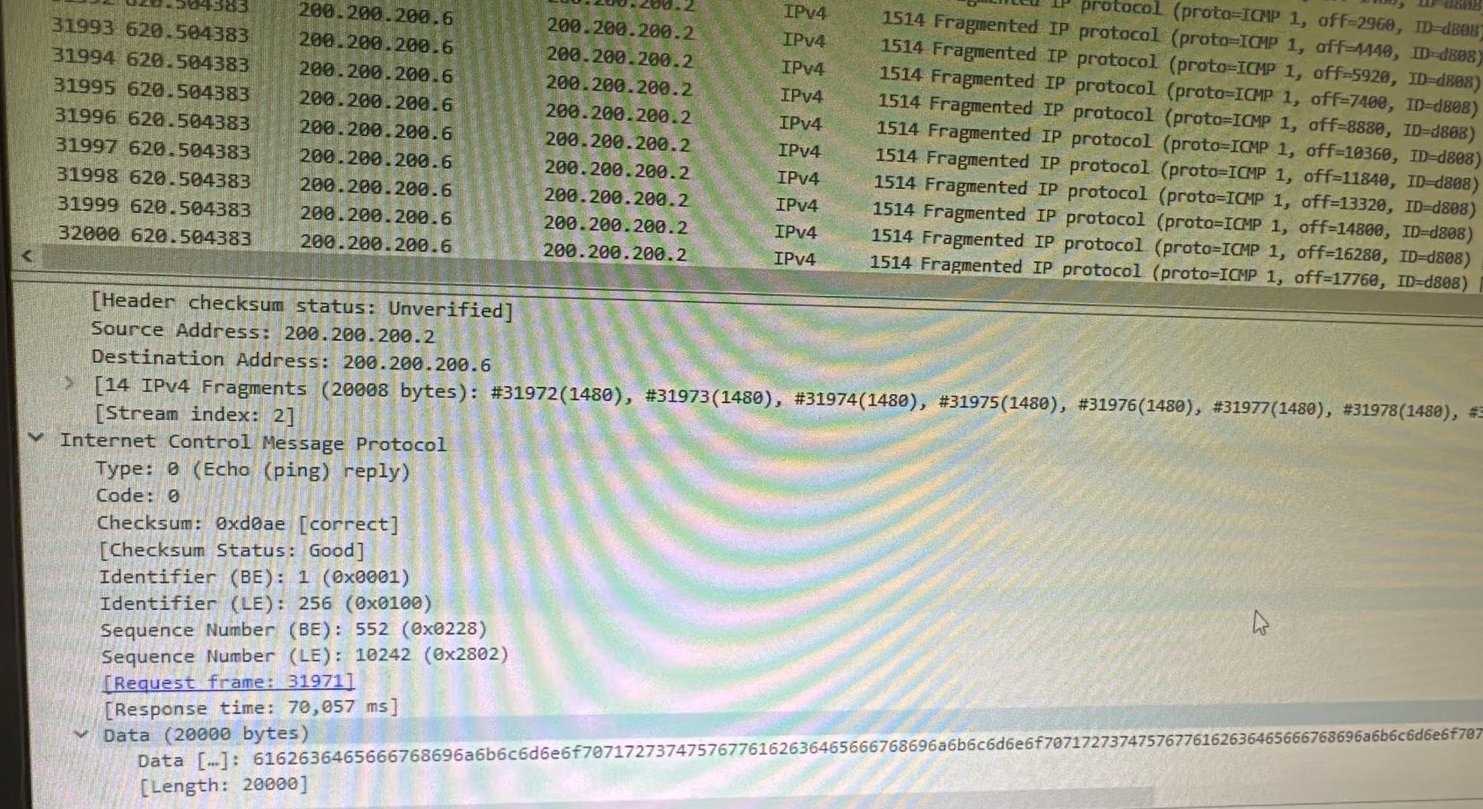 IP protocol (proto=ICMP 1, off=2960, ID=d808)
IPv4 1514 Fragmented IP protocol (proto=ICMP 1, off=4440, ID=d808)
620.504383 200.200.200.6 200.200.200.2 IPv4 1514 Fragmented IP protocol (proto=ICMP 1, off=5920, ID=d808)
31993 620.504383 200.200.200.6 200.200.200.2 IPv4 1514 Fragmented IP protocol (proto=ICMP 1, off=7400, ID=d808)
31994 620.504383 200.200.200.6 200.200.200.2 IPv4 1514 Fragmented IP protocol (proto=ICMP 1, off=8880, ID=d808)
31995 620.504383 200.200.200.6 200.200.200.2 IPv4 1514 Fragmented IP protocol (proto=ICMP 1, off=10360, ID=d808)
31996 620.504383 200.200.200.6 200.200.200.2 IPv4 1514 Fragmented IP protocol (proto=ICMP 1, off=11840, ID=d808)
31997 620.504383 200.200.200.6 200.200.200.2 IPv4 1514 Fragmented IP protocol (proto=ICMP 1, off=13320, ID=d808)
31998 620.504383 200.200.200.6 200.200.200.2 IPv4 1514 Fragmented IP protocol (proto=ICMP 1, off=14800, ID=d808)
31999 620.504383 200.200.200.6 200.200.200.2 IPv4 1514 Fragmented IP protocol (proto=ICMP 1, off=16280, ID=d808)
32000 620.504383 200.200.200.6 200.200.200.2 IPv4 1514 Fragmented IP protocol (proto=ICMP 1, off=17760, ID=d808)
[Header checksum status: Unverified]
Source Address: 200.200.200.2
Destination Address: 200.200.200.6
[14 IPv4 Fragments (20008 bytes): #31972(1480), #31973(1480), #31974(1480), #31975(1480), #31976(1480), #31977(1480), #31978(1480), #3
[Stream index: 2]
Internet Control Message Protocol
Type: 0 (Echo (ping) reply)
Code: 0
Checksum: 0xd0ae [correct]
[Checksum Status: Good]
Identifier (BE): 1 (0x0001)
Identifier (LE): 256 (0x0100)
Sequence Number (BE): 552 (0x0228)
Sequence Number (LE): 10242 (0x2802)
[Request frame: 31971]
[Response time: 70,057 ms]
Data (20000 bytes)
Data […]: 6162636465666768696a6b6c6d6e6f70717273747576776162636465666768696a6b6c6d6e6f70717273747576776162636465666768696a6b6c6d6e6f707
[Length: 20000]